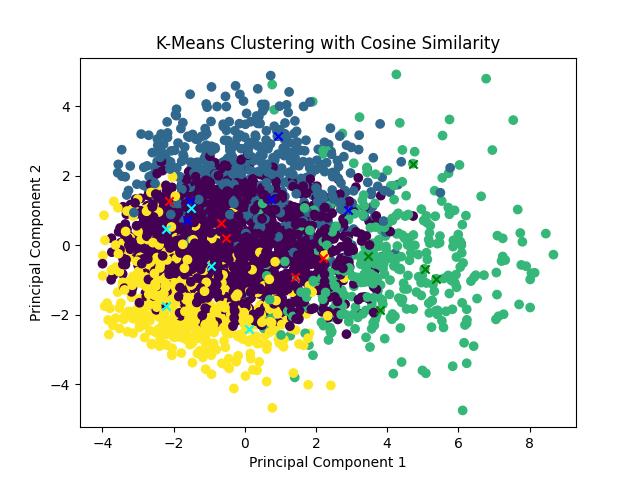 K-Means Clustering with Cosine Similarity
4
2
0
−2
−4
Principal Component 2
−4 −2 0 2 4 6 8
Principal Component 1